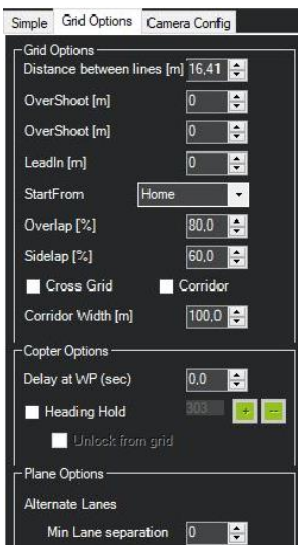 Simple Grid Options Camera Config
Grid Options
Distance between lines [m] 16,41
OverShoot [m] 0
OverShoot [m] 0
LeadIn [m] 0
StartFrom Home
Overlap [%] 80,0
Sidelap [%] 60,0
Cross Grid Corridor
Corridor Width [m] 100,0
Copter Options
Delay at WP (sec) 0,0
Heading Hold 303 + --
Unlock from grid
Plane Options
Alternate Lanes
Min Lane separation 0